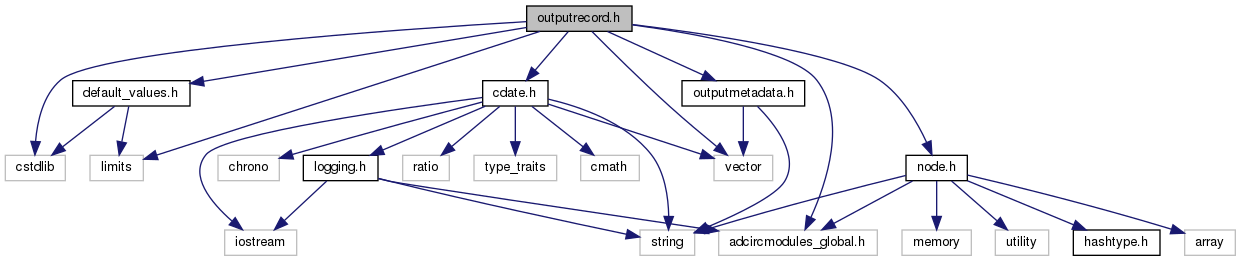 outputrecord.h
default_values.h
cdate.h
outputmetadata.h
cstdlib
limits
chrono
logging.h
ratio
type_traits
cmath
vector
node.h
iostream
string
adcircmodules_global.h
memory
utility
hashtype.h
array